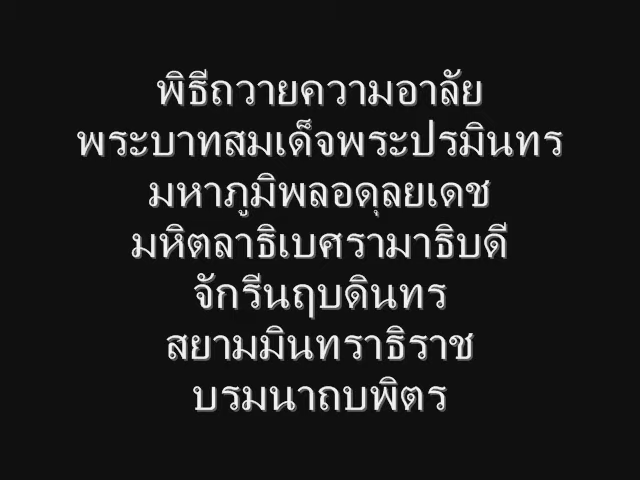 พิธีถวายความอาลัย
พระบาทสมเด็จพระปรมินทร
มหาภูมิพลอดุลยเดช
มหิตลาธิเบศรามาธิบดี
จักรีนฤบดินทร
สยามมินทราธิราช
บรมนาถบพิตร